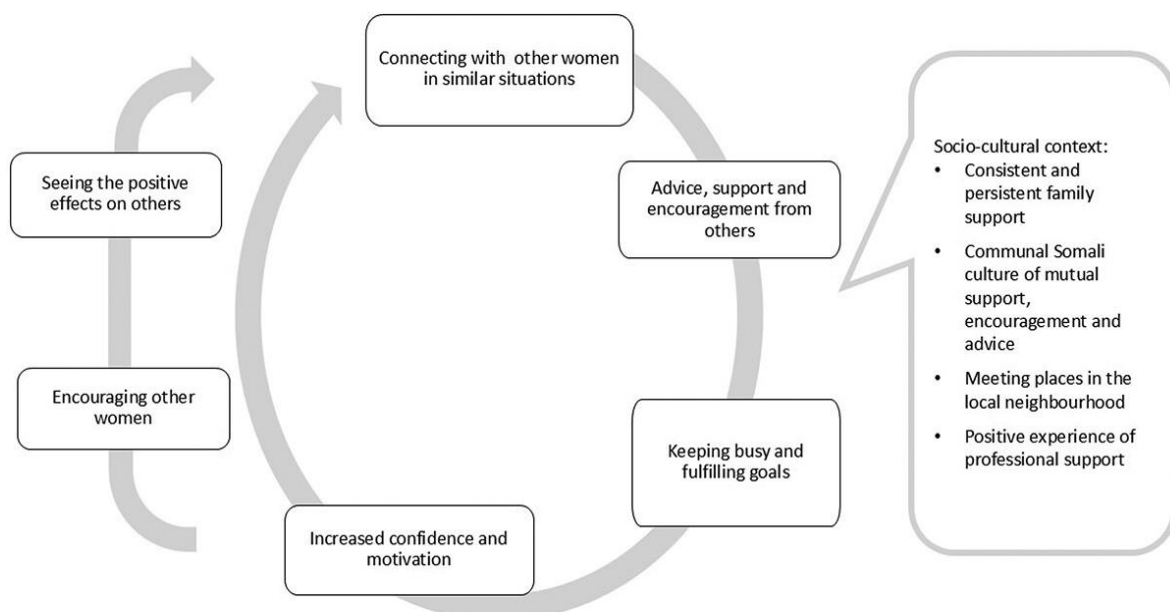 Connecting with other women
in similar situations
Advice, support and
encouragement from
others
Keeping busy and
fulfilling goals
Increased confidence and
motivation
Encouraging other
women
Seeing the positive
effects on others
Socio-cultural context:
• Consistent and
persistent family
support
• Communal Somali
culture of mutual
support,
encouragement and
advice
• Meeting places in the
local neighbourhood
• Positive experience of
professional support